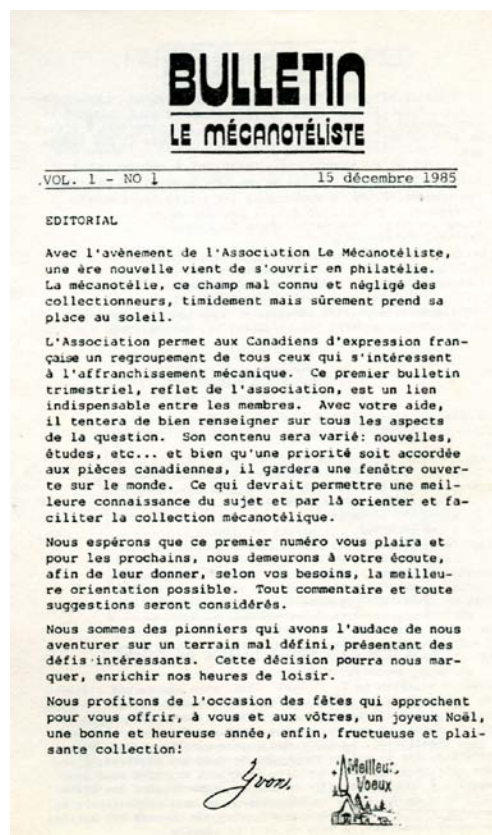 BULLETIN
LE MÉCANOTÉLISTE
VOL. 1 - NO 1 15 décembre 1985
EDITORIAL
Avec l'avènement de l'Association Le Mécanotéliste,
une ère nouvelle vient de s'ouvrir en philatélie.
La mécanotélie, ce champ mal connu et négligé des
collectionneurs, timidement mais sûrement prend sa
place au soleil.
L'Association permet aux Canadiens d'expression fran-
çaise un regroupement de tous ceux qui s'intéressent
à l'affranchissement mécanique. Ce premier bulletin
trimestriel, reflet de l'association, est un lien
indispensable entre les membres. Avec votre aide,
il tentera de bien renseigner sur tous les aspects
de la question. Son contenu sera varié: nouvelles,
études, etc... et bien qu'une priorité soit accordée
aux pièces canadiennes, il gardera une fenêtre ouver-
te sur le monde. Ce qui devrait permettre une meil-
leure connaissance du sujet et par là orienter et fa-
ciliter la collection mécanotélique.
Nous espérons que ce premier numéro vous plaira et
pour les prochains, nous demeurons à votre écoute,
afin de leur donner, selon vos besoins, la meilleu-
re orientation possible. Tout commentaire et toute
suggestions seront considérés.
Nous sommes des pionniers qui avons l'audace de nous
aventurer sur un terrain mal défini, présentant des
défis intéressants. Cette décision pourra nous mar-
quer, enrichir nos heures de loisir.
Nous profitons de l'occasion des fêtes qui approchent
pour vous offrir, à vous et aux vôtres, un joyeux Noël,
une bonne et heureuse année, enfin, fructueuse et plai-
sante collection!
Yvon.
Meilleurs
Voeux